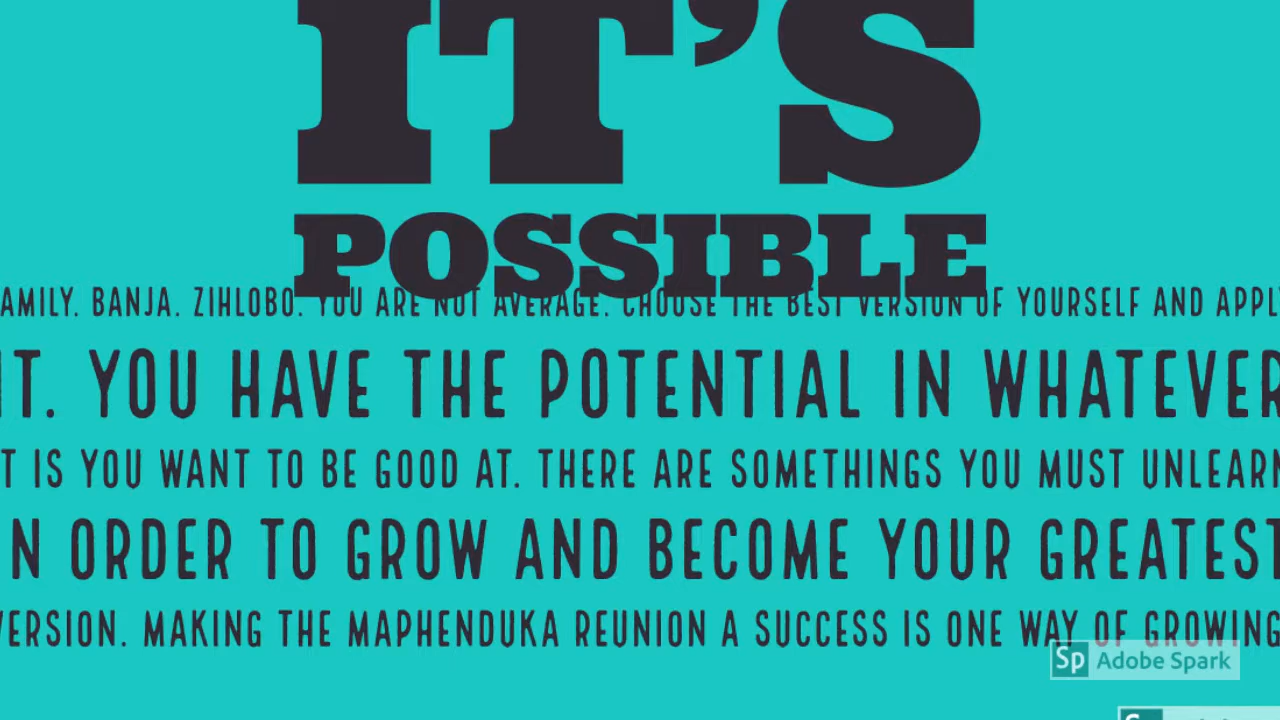 IT'S
POSSIBLE
AMILY. BANJA. ZIHLOBO. YOU ARE NOT AVERAGE. CHOOSE THE BEST VERSION OF YOURSELF AND APPLY
IT. YOU HAVE THE POTENTIAL IN WHATEVER
T IS YOU WANT TO BE GOOD AT. THERE ARE SOMETHINGS YOU MUST UNLEARN
N ORDER TO GROW AND BECOME YOUR GREATEST
VERSION. MAKING THE MAPHENDUKA REUNION A SUCCESS IS ONE WAY OF GROWING
Sp Adobe Spark